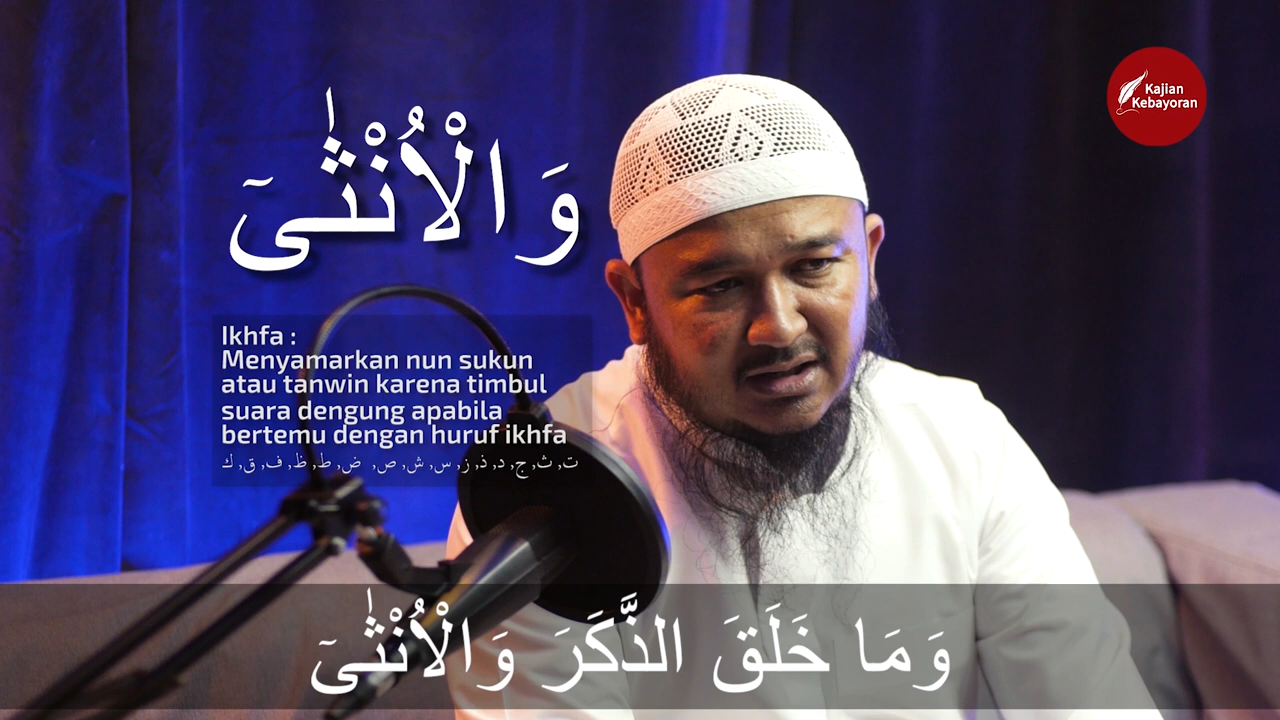 Kajian
Kebayoran
وَالْاُنْثٰىٓ
Ikhfa :
Menyamarkan nun sukun
atau tanwin karena timbul
suara dengung apabila
bertemu dengan huruf ikhfa
ت, ث, ج, د, ذ, ز, س, ش, ص, ض, ط, ظ, ف, ق, ك
وَمَا خَلَقَ الذَّكَرَ وَالْاُنْثٰىٓ